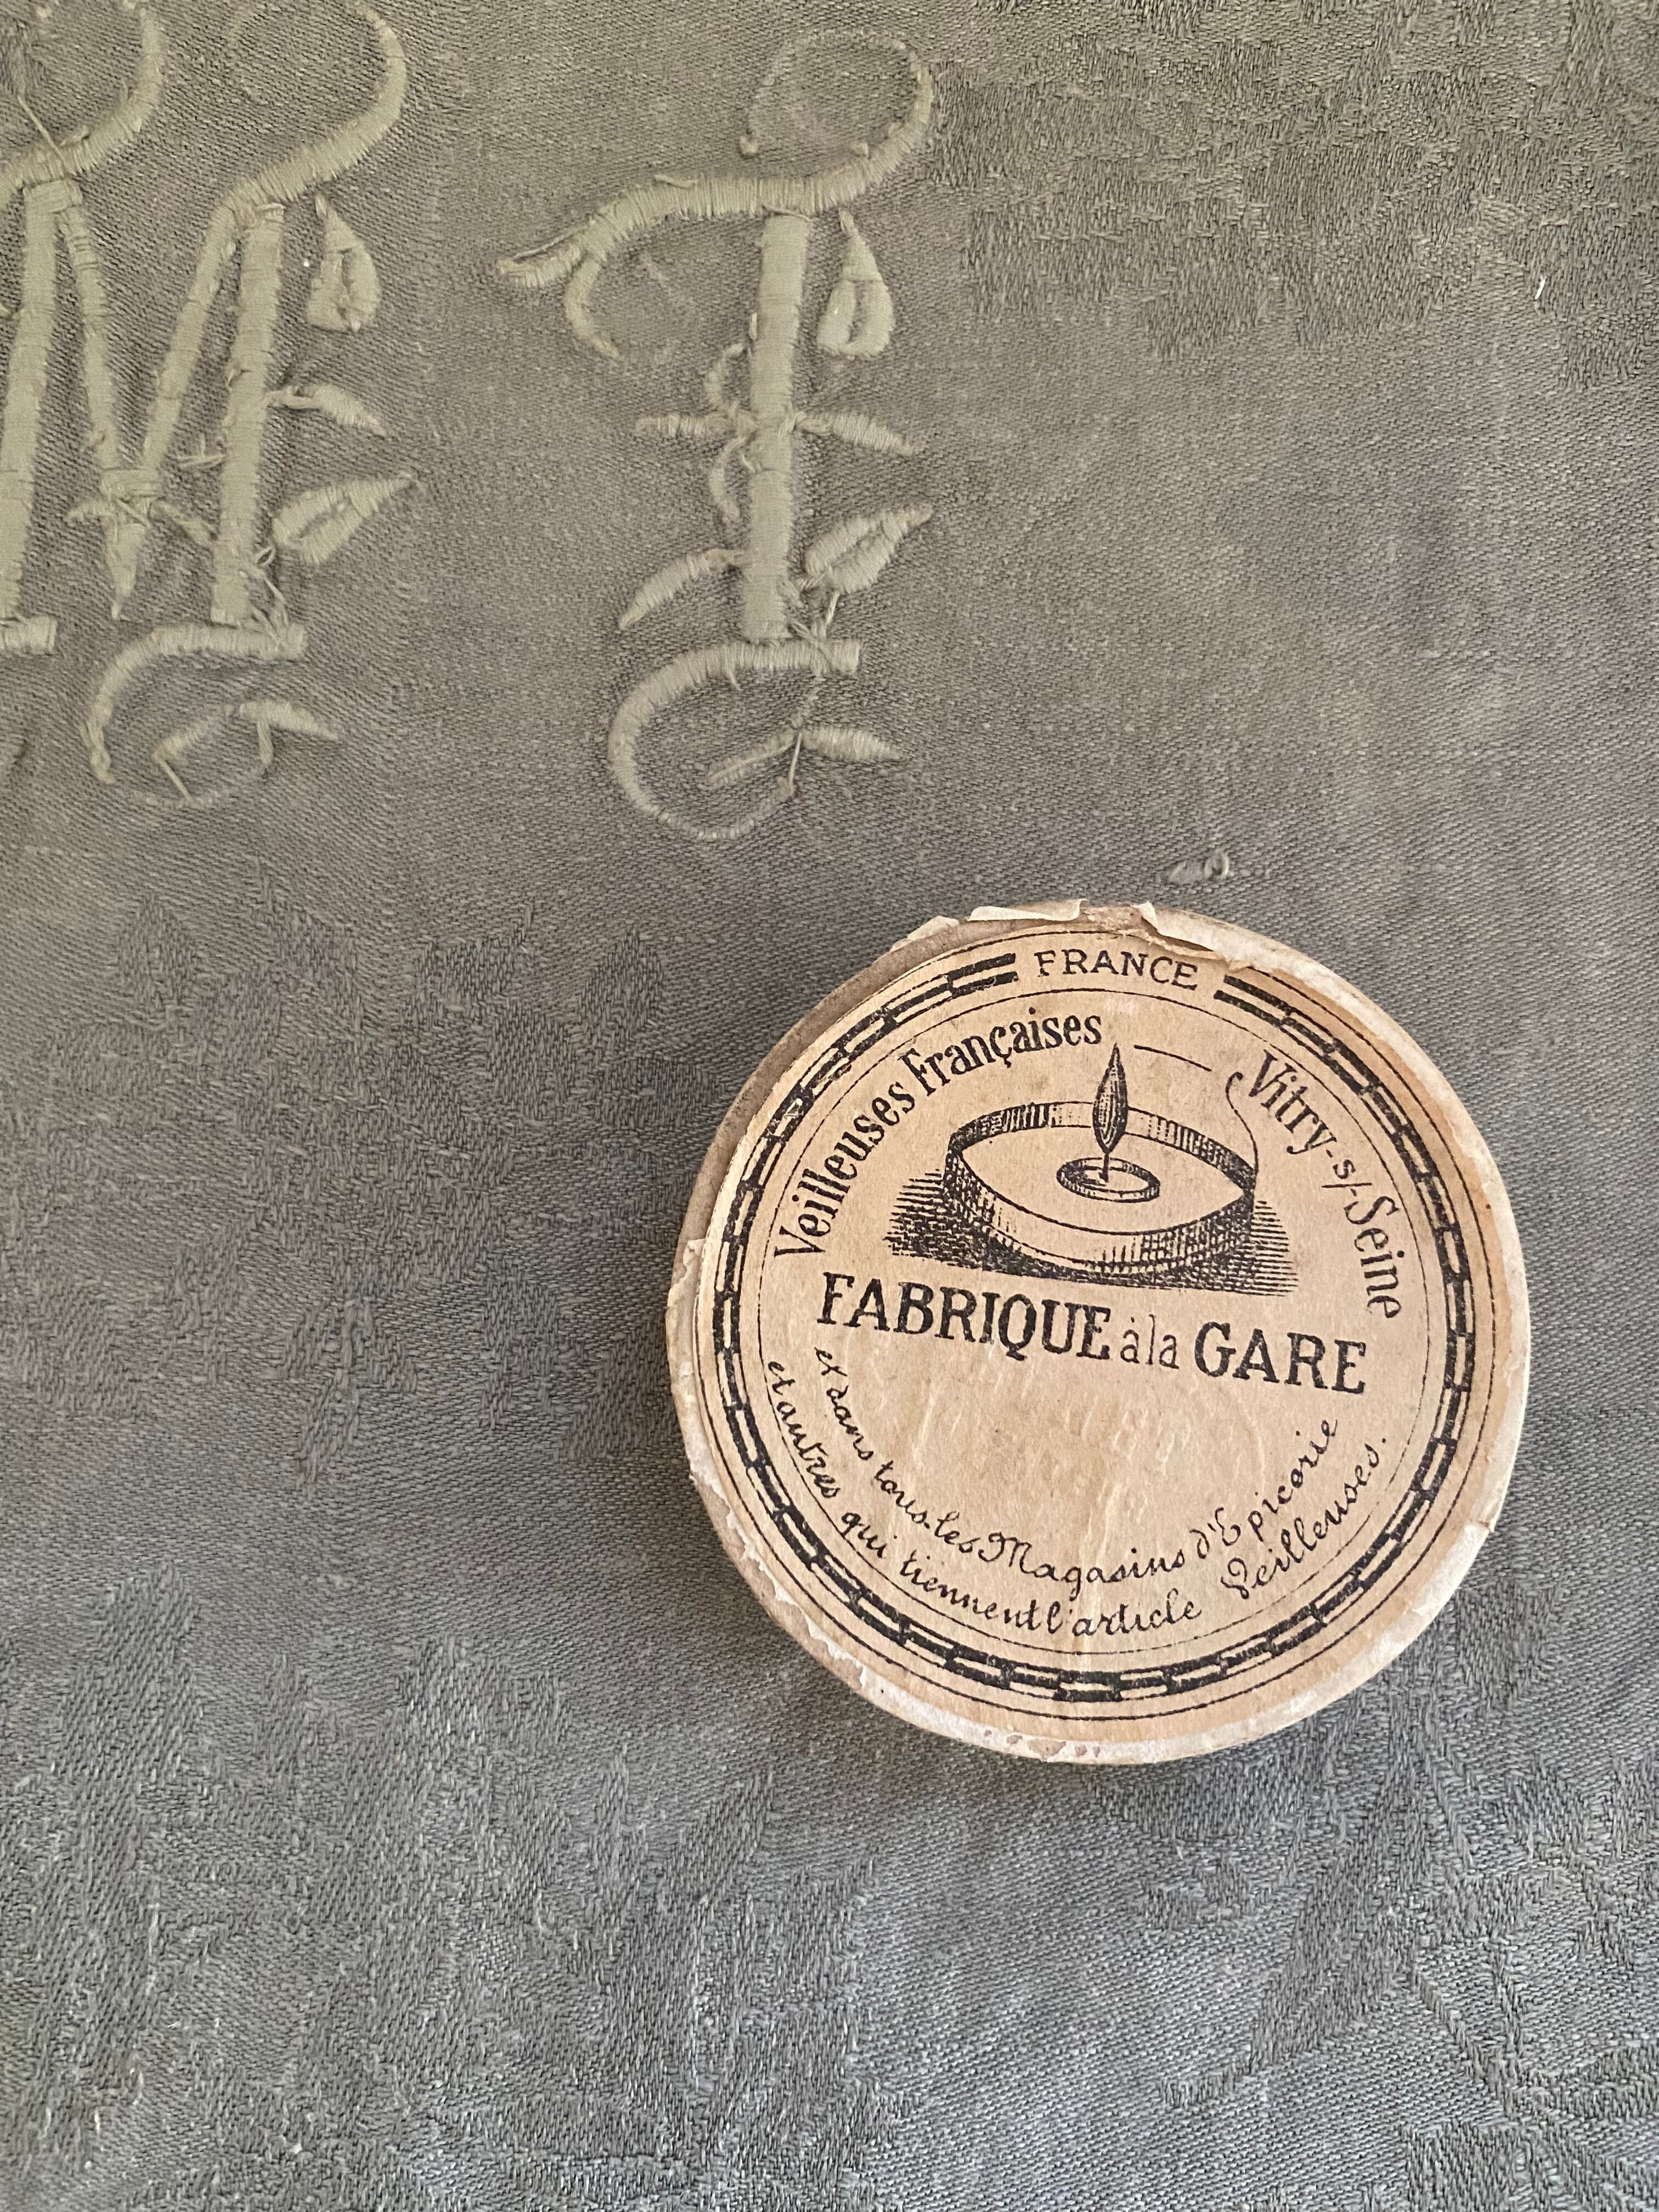 M F
FRANCE
Veilleuses Françaises — Vitry-s/-Seine
FABRIQUE à la GARE
et dans tous les Magasins d'Epicerie
et autres qui tiennent l'article Veilleuses.